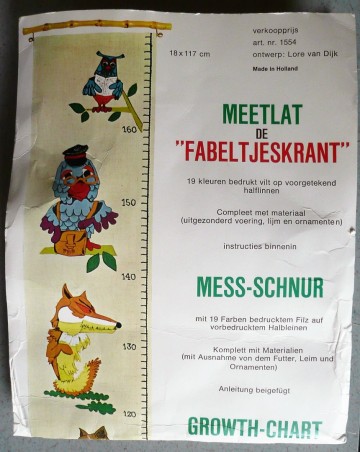 verkoopprijs
18 x 117 cm
art. nr. 1554
ontwerp: Lore van Dijk
Made in Holland
MEETLAT
DE
"FABELTJESKRANT"
19 kleuren bedrukt vilt op voorgetekend
halflinnen
Compleet met materiaal
(uitgezonderd voering, lijm en ornamenten)
instructies binnenin
MESS-SCHNUR
mit 19 Farben bedrucktem Filz auf
vorbedrucktem Halbleinen
Komplett mit Materialien
(mit Ausnahme von dem Futter, Leim und
Ornamenten)
Anleitung beigefügt
GROWTH-CHART
160
150
140
130
120